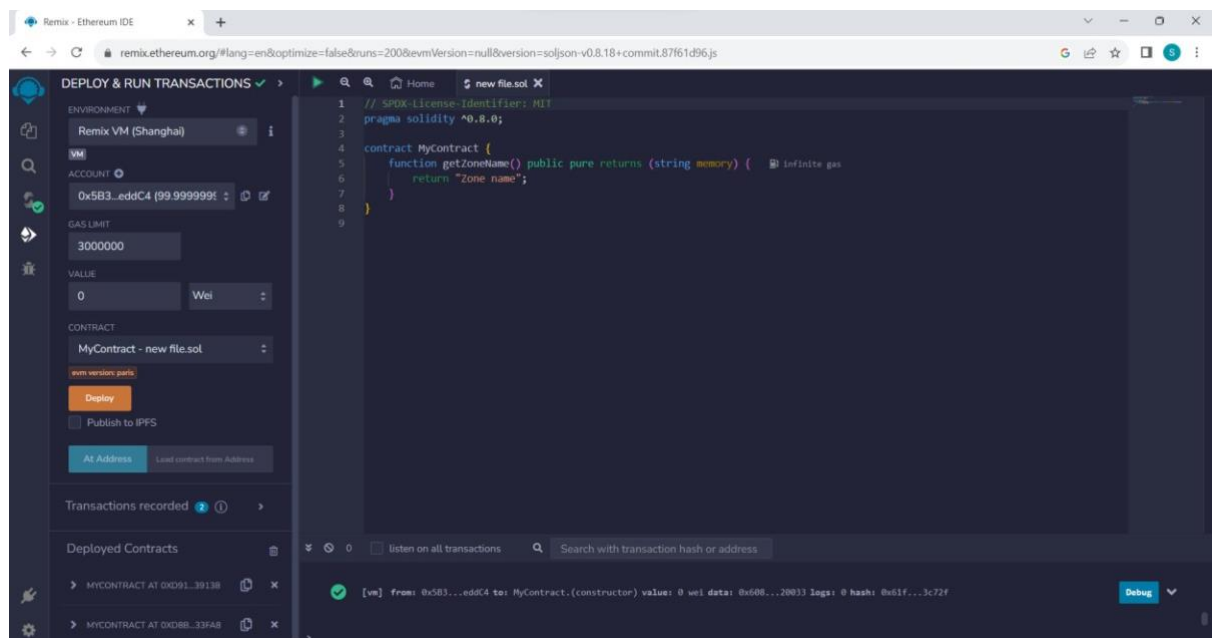 Remix - Ethereum IDE
remix.ethereum.org/#lang=en&optimize=false&runs=200&evmVersion=null&version=soljson-v0.8.18+commit.87f61d96.js
G
S
DEPLOY & RUN TRANSACTIONS
ENVIRONMENT
Remix VM (Shanghai)
VM
ACCOUNT
0x5B3...eddC4 (99.9999999
GAS LIMIT
3000000
VALUE
0
Wei
CONTRACT
MyContract - new file.sol
evm version: paris
Deploy
Publish to IPFS
At Address
Load contract from Address
Transactions recorded 2 i
Deployed Contracts
MYCONTRACT AT 0XD91...39138
MYCONTRACT AT 0XD8B...33FA8
Home
new file.sol
1 // SPDX-License-Identifier: MIT
2 pragma solidity ^0.8.0;
3
4 contract MyContract {
5 function getZoneName() public pure returns (string memory) { infinite gas
6 return "Zone name";
7 }
8 }
9
0 listen on all transactions
Search with transaction hash or address
[vm] from: 0x5B3...eddC4 to: MyContract.(constructor) value: 0 wei data: 0x608...20033 logs: 0 hash: 0x61f...3c72f
Debug